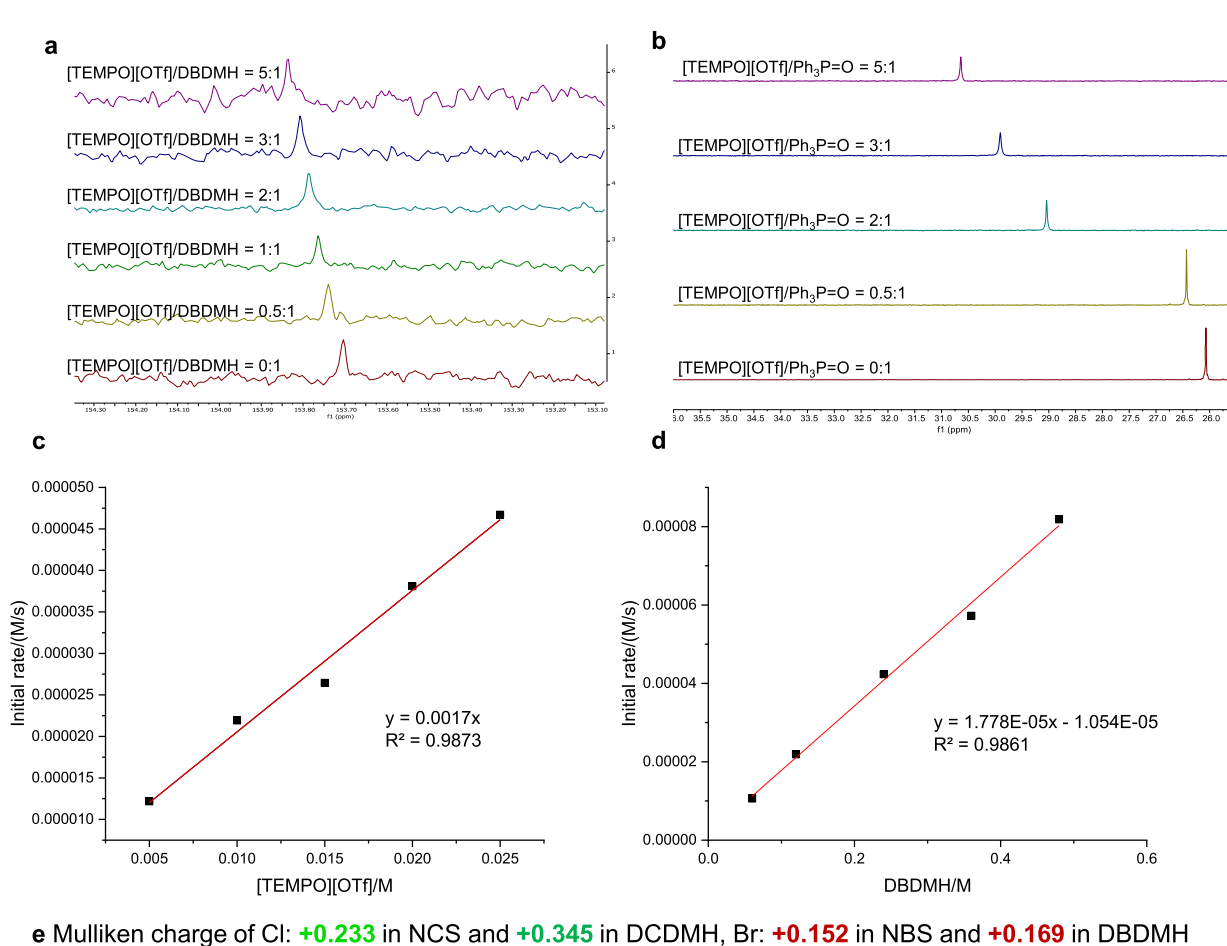 a
[TEMPO][OTf]/DBDMH = 5:1
[TEMPO][OTf]/DBDMH = 3:1
[TEMPO][OTf]/DBDMH = 2:1
[TEMPO][OTf]/DBDMH = 1:1
[TEMPO][OTf]/DBDMH = 0.5:1
[TEMPO][OTf]/DBDMH = 0:1
6
5
4
3
2
1
154.30 154.20 154.10 154.00 153.90 153.80 153.70 153.60 153.50 153.40 153.30 153.20 153.10
f1 (ppm)
b
[TEMPO][OTf]/Ph₃P=O = 5:1
[TEMPO][OTf]/Ph₃P=O = 3:1
[TEMPO][OTf]/Ph₃P=O = 2:1
[TEMPO][OTf]/Ph₃P=O = 0.5:1
[TEMPO][OTf]/Ph₃P=O = 0:1
6.0 35.5 35.0 34.5 34.0 33.5 33.0 32.5 32.0 31.5 31.0 30.5 30.0 29.5 29.0 28.5 28.0 27.5 27.0 26.5 26.0
f1 (ppm)
c
Initial rate/(M/s)
0.000050
0.000045
0.000040
0.000035
0.000030
0.000025
0.000020
0.000015
0.000010
y = 0.0017x
R² = 0.9873
0.005 0.010 0.015 0.020 0.025
[TEMPO][OTf]/M
d
Initial rate/(M/s)
0.00008
0.00006
0.00004
0.00002
0.00000
y = 1.778E-05x - 1.054E-05
R² = 0.9861
0.0 0.2 0.4 0.6
DBDMH/M
e Mulliken charge of Cl: +0.233 in NCS and +0.345 in DCDMH, Br: +0.152 in NBS and +0.169 in DBDMH